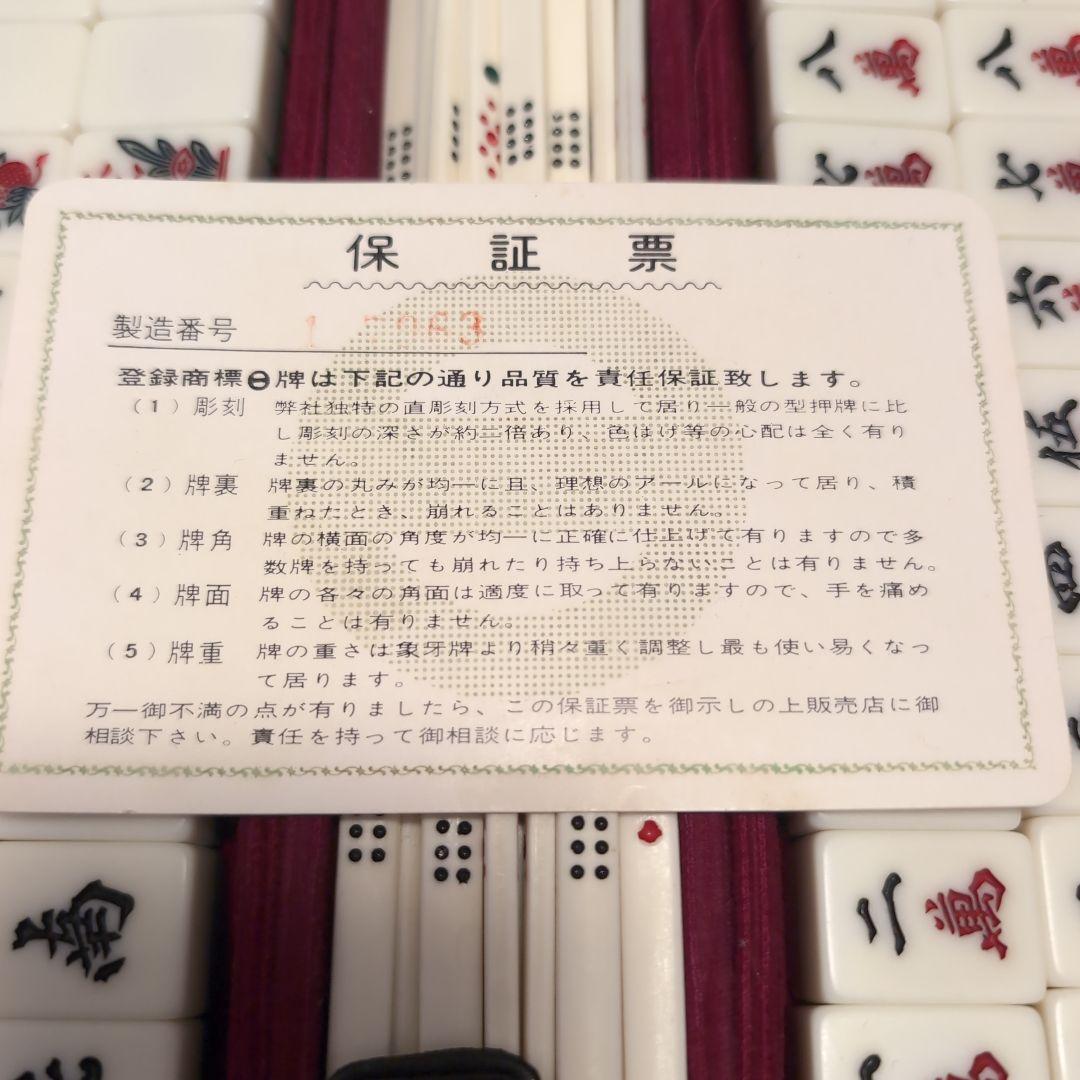 八萬
八萬
七萬
七萬
六
伍
四
保証票
製造番号
登録商標㊀牌は下記の通り品質を責任保証致します。
(1)彫刻 弊社独特の直彫刻方式を採用して居り一般の型押牌に比
し彫刻の深さが約二倍あり、色はげ等の心配は全く有り
ません。
(2)牌裏 牌裏の丸みが均一に且、理想のアールになって居り、積
重ねたとき、崩れることはありません。
(3)牌角 牌の横面の角度が均一に正確に仕上げて有りますので多
数牌を持っても崩れたり持ち上らないことは有りません。
(4)牌面 牌の各々の角面は適度に取って有りますので、手を痛め
ることは有りません。
(5)牌重 牌の重さは象牙牌より稍々重く調整し最も使い易くなっ
て居ります。
万一御不満の点が有りましたら、この保証票を御示しの上販売店に御
相談下さい。責任を持って御相談に応じます。
二萬